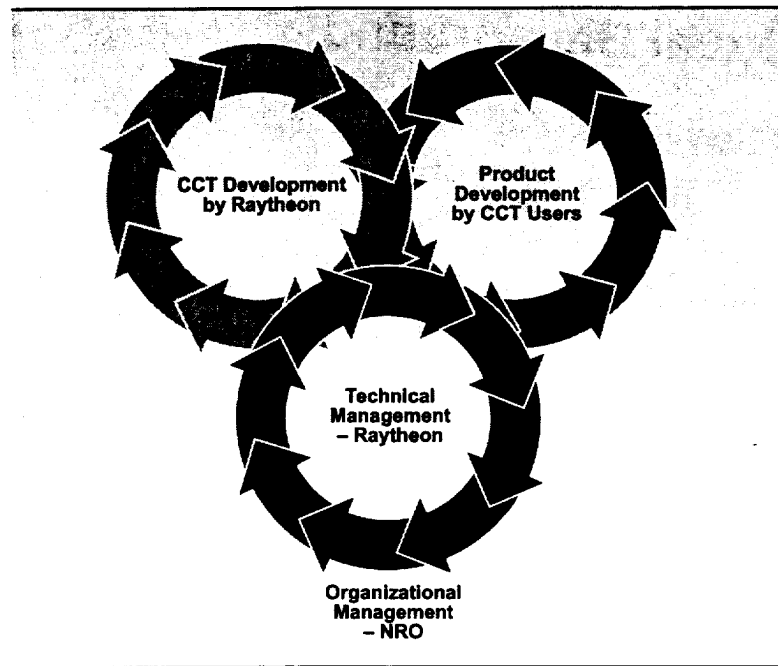 CCT Development
by Raytheon
Product
Development
by CCT Users
Technical
Management
– Raytheon
Organizational
Management
– NRO